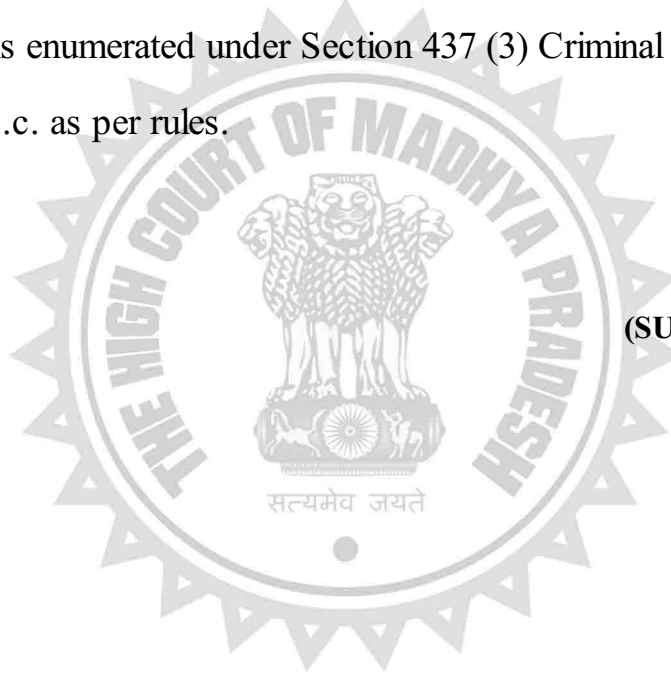 s enumerated under Section 437 (3) Criminal
.c. as per rules.
THE HIGH COURT OF MADHYA PRADESH
(SU
सत्यमेव जयते